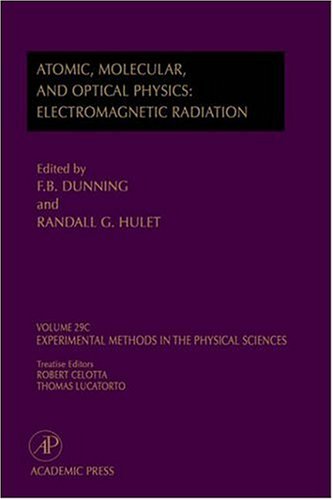 ATOMIC, MOLECULAR,
AND OPTICAL PHYSICS:
ELECTROMAGNETIC RADIATION
Edited by
F.B. DUNNING
and
RANDALL G. HULET
VOLUME 29C
EXPERIMENTAL METHODS IN THE PHYSICAL SCIENCES
Treatise Editors
ROBERT CELOTTA
THOMAS LUCATORTO
AP
ACADEMIC PRESS